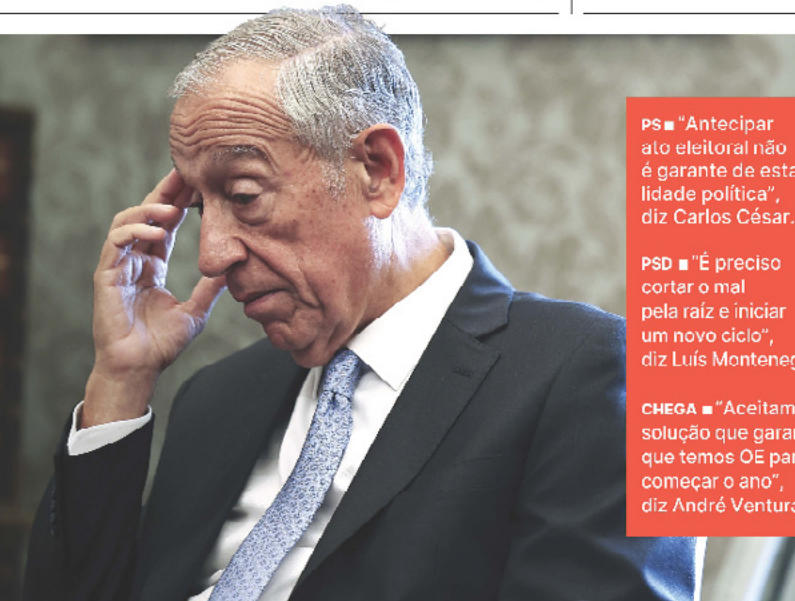 PS ■ "Antecipar
ato eleitoral não
é garante de esta
lidade política",
diz Carlos César.
PSD ■ "É preciso
cortar o mal
pela raíz e iniciar
um novo ciclo",
diz Luís Monteneg
CHEGA ■ "Aceitam
solução que garan
que temos OE par
começar o ano",
diz André Ventura